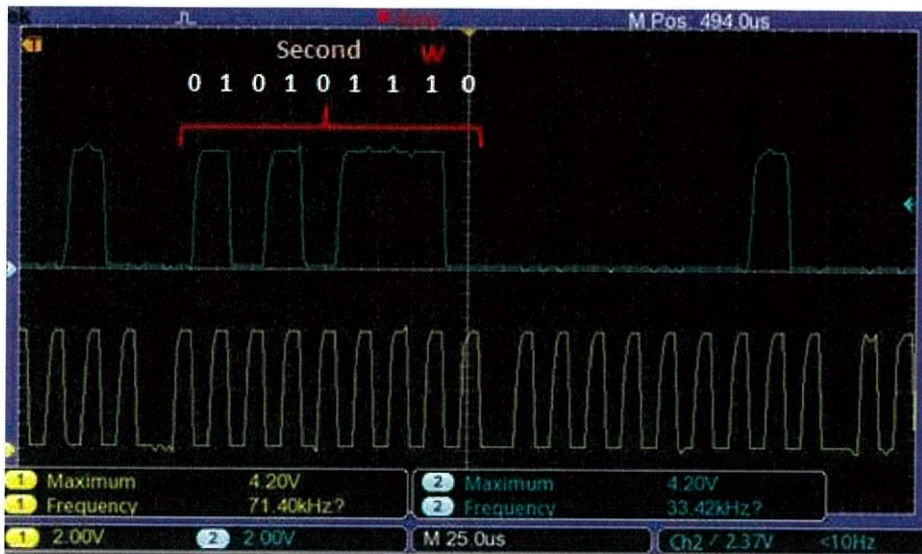 M Pos: 494.0us
Second W
0 1 0 1 0 1 1 1 0
1 Maximum 4.20V
1 Frequency 71.40kHz?
2 Maximum 4.20V
2 Frequency 33.42kHz?
1 2.00V
2 2.00V
M 25.0us
Ch2 / 2.37V
<10Hz